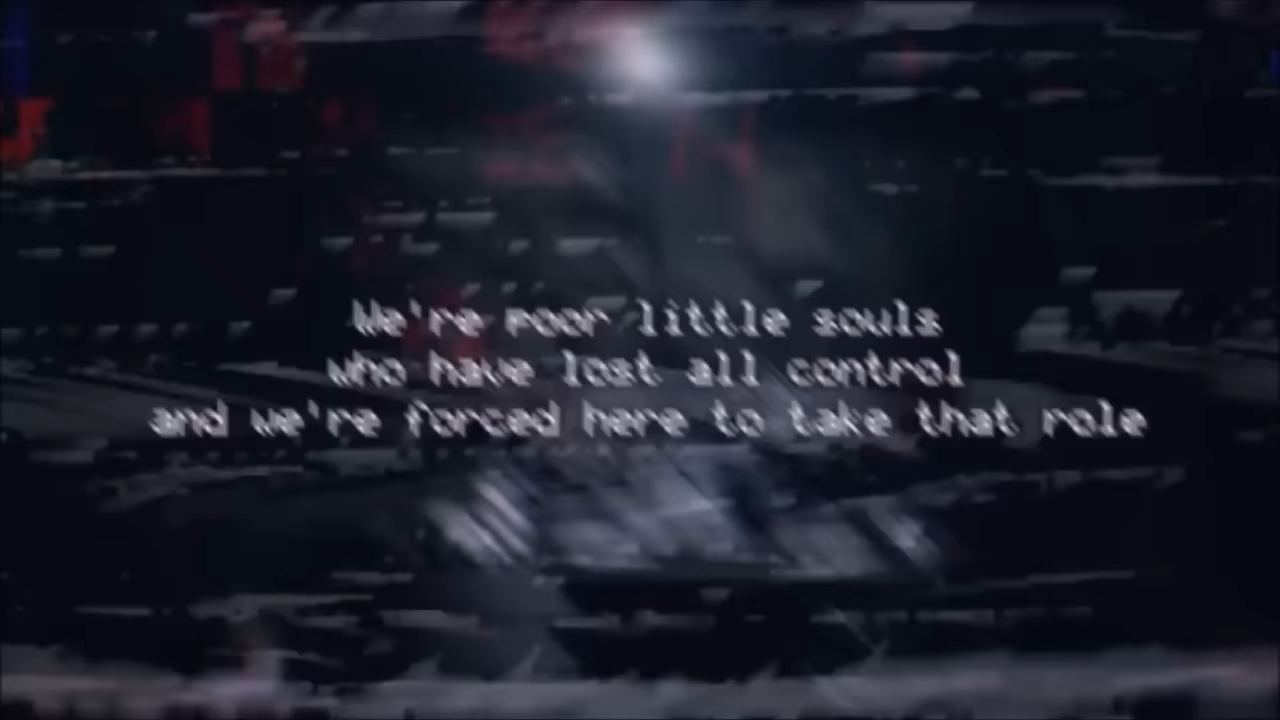 We're poor little souls
who have lost all control
and we're forced here to take that role